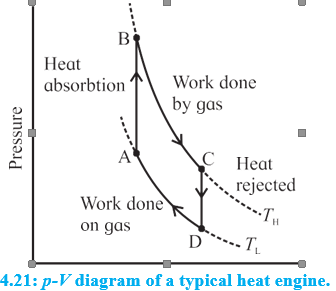 B
Heat
absorbtion
Work done
by gas
Pressure
A
C
Heat
rejected
Work done
on gas
T_H
D
T_L
4.21: p-V diagram of a typical heat engine.